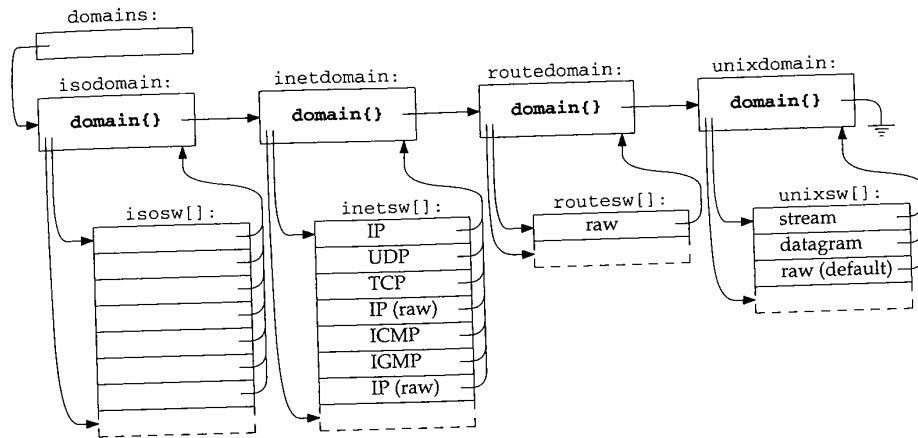 domains:
isodomain:
inetdomain:
routedomain:
unixdomain:
domain{}
domain{}
domain{}
domain{}
isosw[]:
inetsw[]:
IP
UDP
TCP
IP (raw)
ICMP
IGMP
IP (raw)
routesw[]:
raw
unixsw[]:
stream
datagram
raw (default)